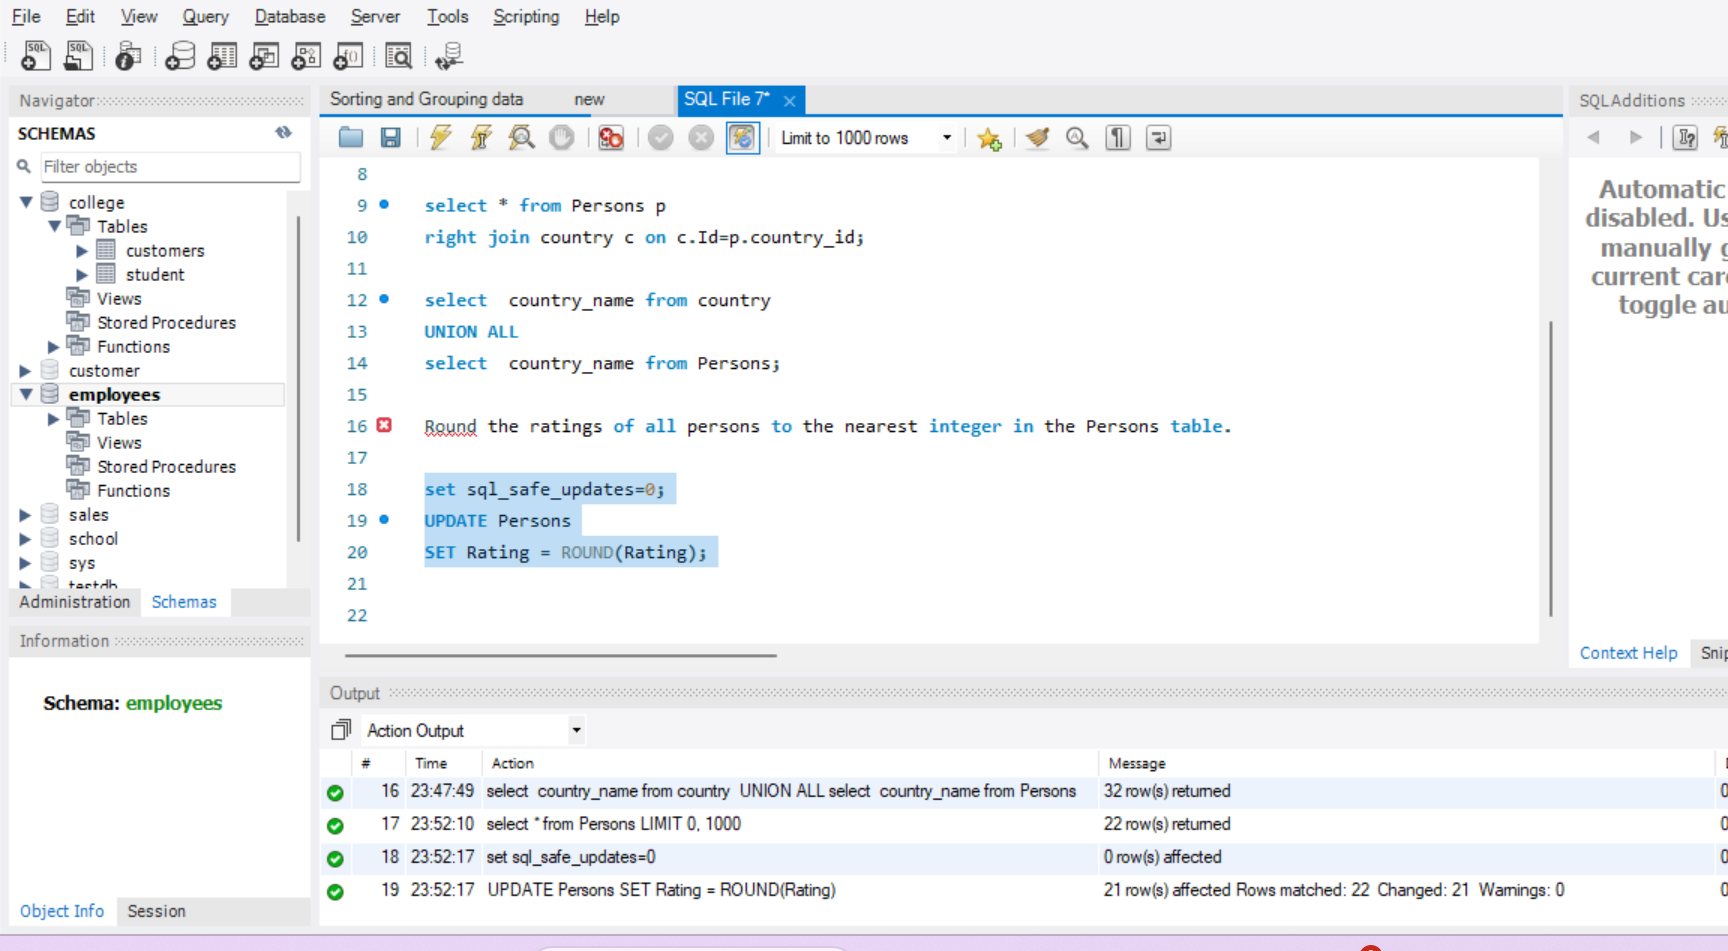 File Edit View Query Database Server Tools Scripting Help
Navigator
SCHEMAS
Filter objects
college
Tables
customers
student
Views
Stored Procedures
Functions
customer
employees
Tables
Views
Stored Procedures
Functions
sales
school
sys
testdb
Administration Schemas
Information
Schema: employees
Object Info Session
Sorting and Grouping data new SQL File 7*
Limit to 1000 rows
8
9 select * from Persons p
10 right join country c on c.Id=p.country_id;
11
12 select  country_name from country
13 UNION ALL
14 select  country_name from Persons;
15
16 Round the ratings of all persons to the nearest integer in the Persons table.
17
18 set sql_safe_updates=0;
19 UPDATE Persons
20 SET Rating = ROUND(Rating);
21
22
SQLAdditions
Automatic
disabled. Us
manually g
current car
toggle au
Context Help Snip
Output
Action Output
# Time Action Message
16 23:47:49 select  country_name from country  UNION ALL select  country_name from Persons 32 row(s) returned 0
17 23:52:10 select * from Persons LIMIT 0, 1000 22 row(s) returned 0
18 23:52:17 set sql_safe_updates=0 0 row(s) affected 0
19 23:52:17 UPDATE Persons SET Rating = ROUND(Rating) 21 row(s) affected Rows matched: 22  Changed: 21  Warnings: 0 0